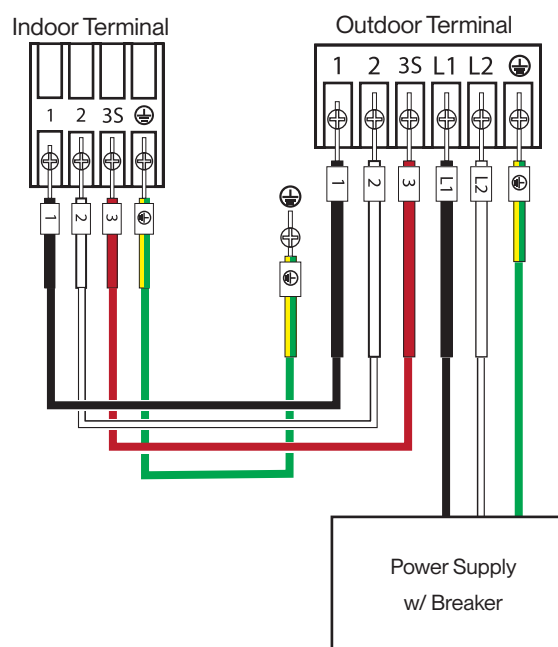 Indoor Terminal
1 2 3S
1 2 3
Outdoor Terminal
1 2 3S L1 L2
1 2 3 L1 L2
Power Supply
w/ Breaker